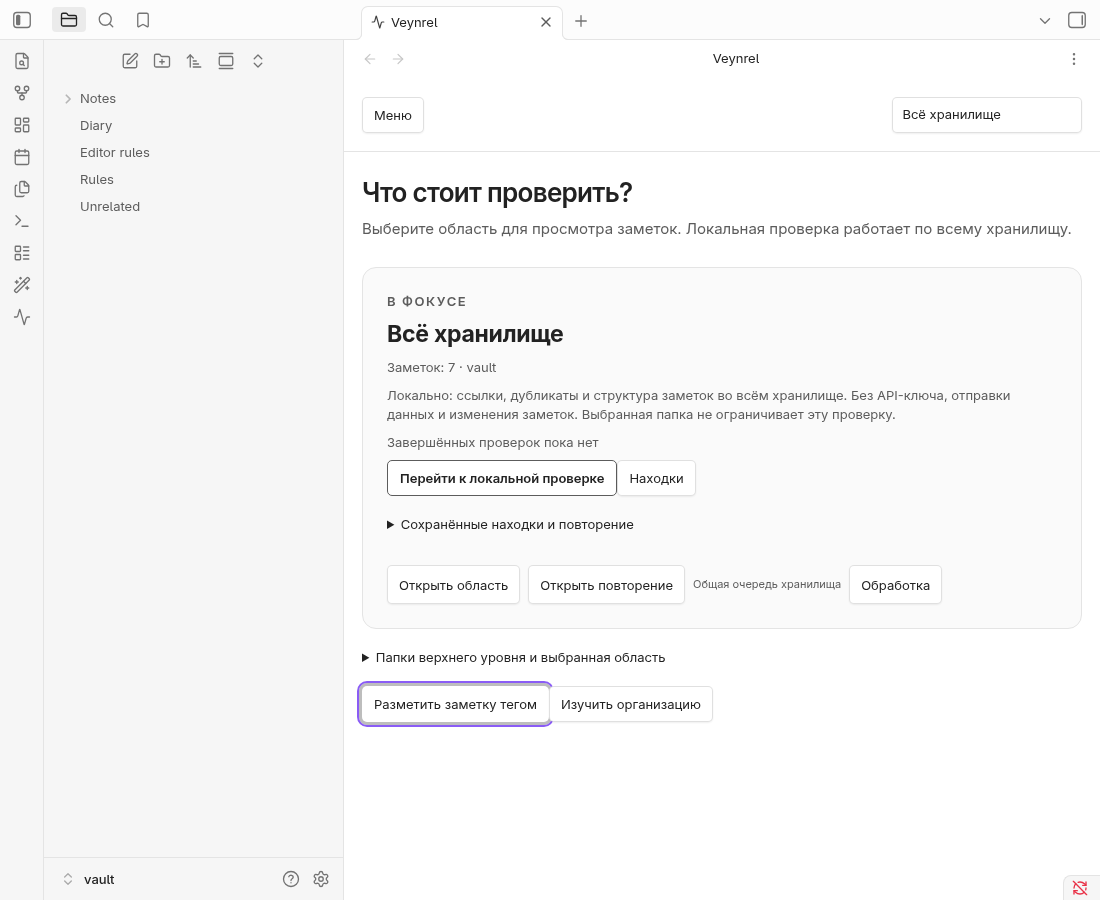 Veynrel
Notes
Diary
Editor rules
Rules
Unrelated
vault
Veynrel
Меню
Всё хранилище
Что стоит проверить?
Выберите область для просмотра заметок. Локальная проверка работает по всему хранилищу.
В ФОКУСЕ
Всё хранилище
Заметок: 7 · vault
Локально: ссылки, дубликаты и структура заметок во всём хранилище. Без API-ключа, отправки
данных и изменения заметок. Выбранная папка не ограничивает эту проверку.
Завершённых проверок пока нет
Перейти к локальной проверке
Находки
Сохранённые находки и повторение
Открыть область
Открыть повторение
Общая очередь хранилища
Обработка
Папки верхнего уровня и выбранная область
Разметить заметку тегом
Изучить организацию